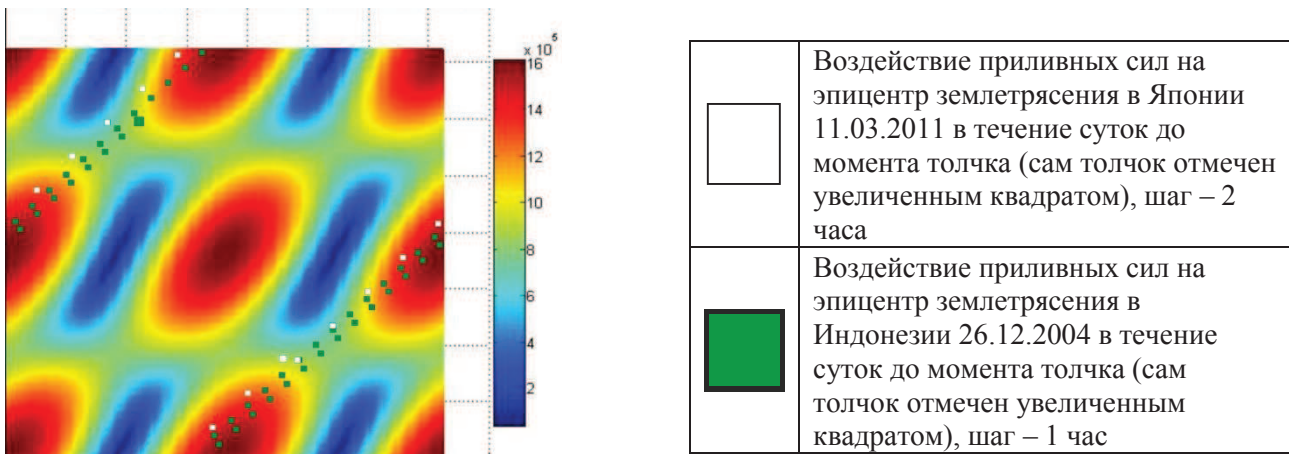 x 10⁵
16
14
12
10
8
6
4
2
Воздействие приливных сил на
эпицентр землетрясения в Японии
11.03.2011 в течение суток до
момента толчка (сам толчок отмечен
увеличенным квадратом), шаг – 2
часа
Воздействие приливных сил на
эпицентр землетрясения в
Индонезии 26.12.2004 в течение
суток до момента толчка (сам
толчок отмечен увеличенным
квадратом), шаг – 1 час